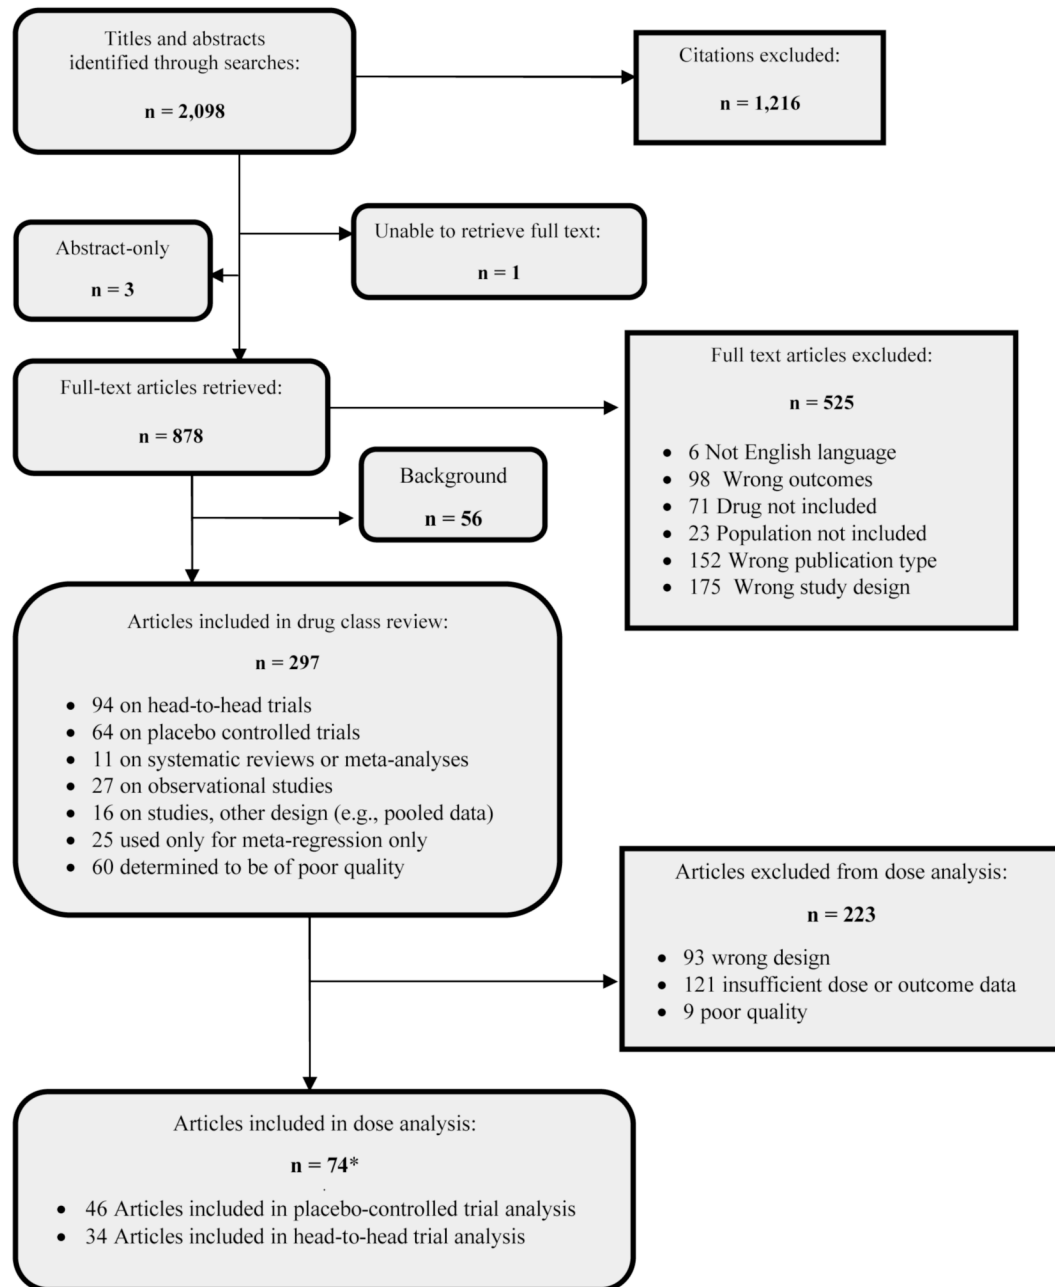 Titles and abstracts
identified through searches:
n = 2,098
Citations excluded:
n = 1,216
Abstract-only
n = 3
Unable to retrieve full text:
n = 1
Full-text articles retrieved:
n = 878
Full text articles excluded:
n = 525
• 6 Not English language
• 98 Wrong outcomes
• 71 Drug not included
• 23 Population not included
• 152 Wrong publication type
• 175 Wrong study design
Background
n = 56
Articles included in drug class review:
n = 297
• 94 on head-to-head trials
• 64 on placebo controlled trials
• 11 on systematic reviews or meta-analyses
• 27 on observational studies
• 16 on studies, other design (e.g., pooled data)
• 25 used only for meta-regression only
• 60 determined to be of poor quality
Articles excluded from dose analysis:
n = 223
• 93 wrong design
• 121 insufficient dose or outcome data
• 9 poor quality
Articles included in dose analysis:
n = 74*
• 46 Articles included in placebo-controlled trial analysis
• 34 Articles included in head-to-head trial analysis